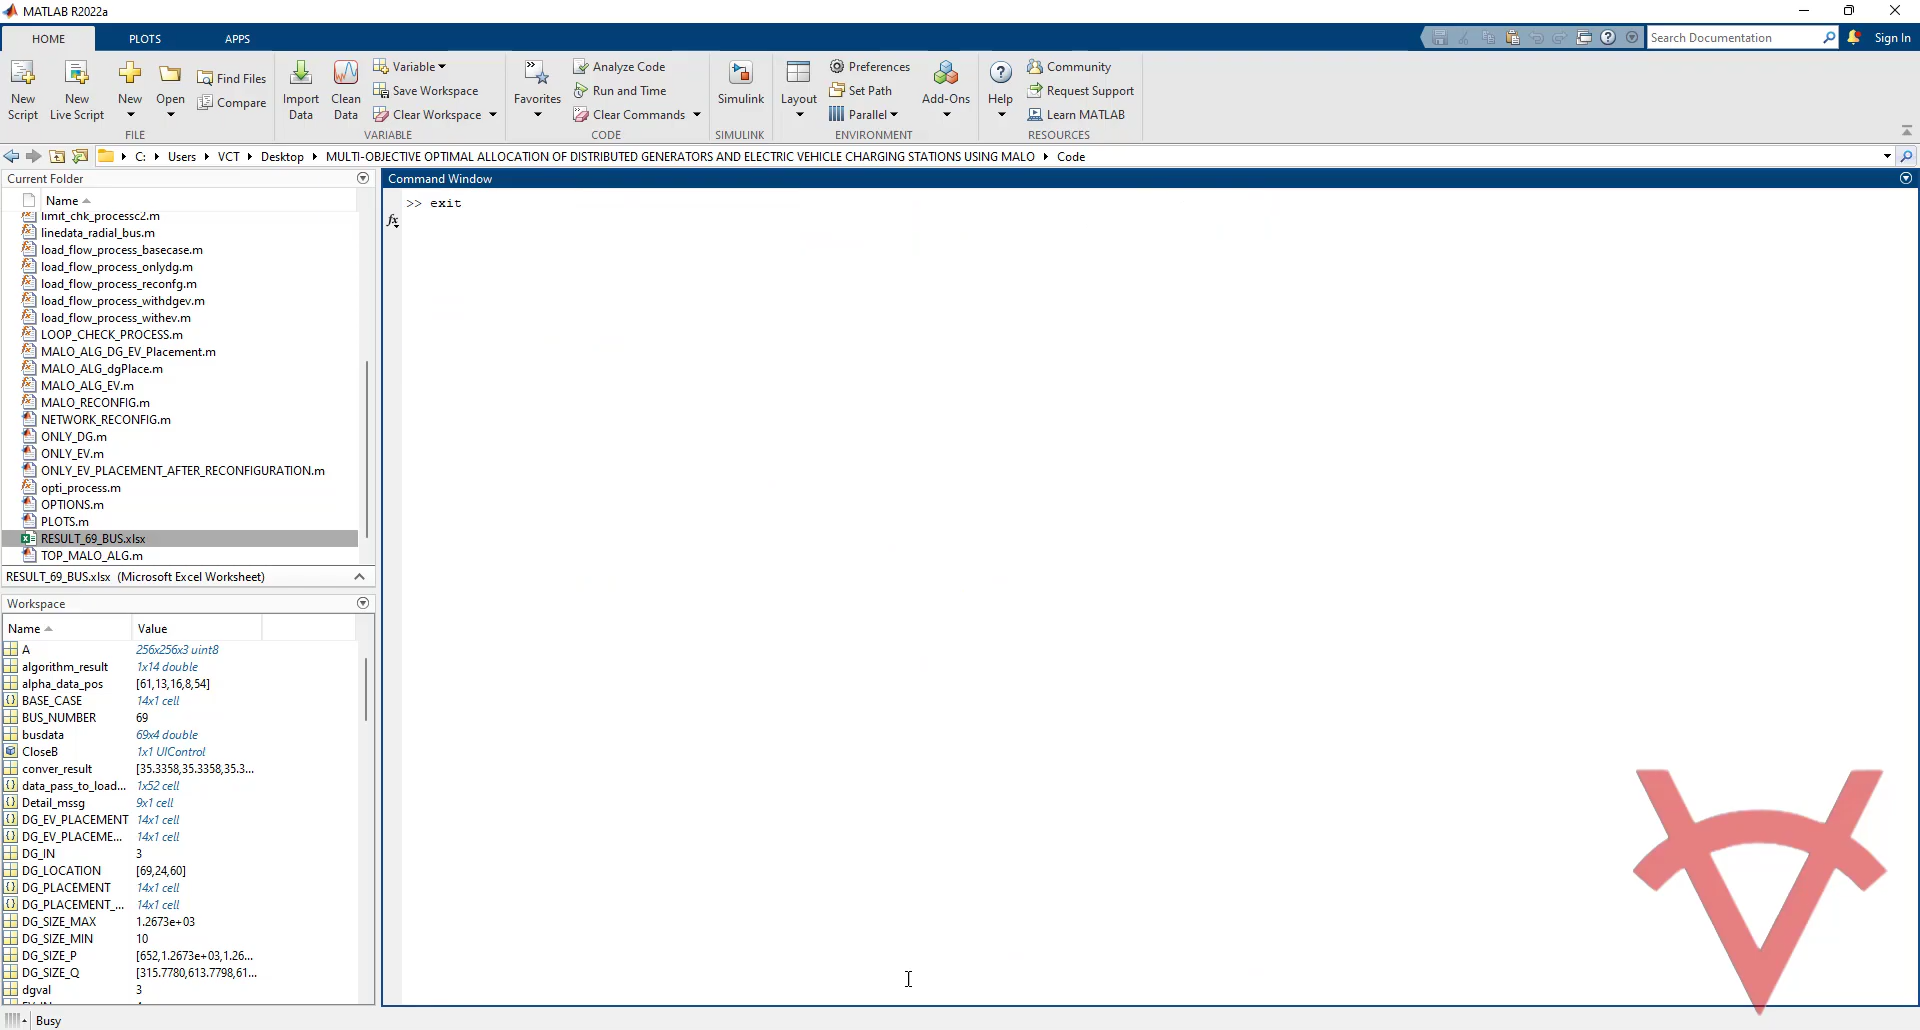 MATLAB R2022a
HOME PLOTS APPS
Search Documentation
Sign In
New Script
New Live Script
New
Open
Find Files
Compare
FILE
Import Data
Clean Data
Variable
Save Workspace
Clear Workspace
VARIABLE
Favorites
Analyze Code
Run and Time
Clear Commands
CODE
Simulink
SIMULINK
Layout
Preferences
Set Path
Parallel
Add-Ons
ENVIRONMENT
Help
Community
Request Support
Learn MATLAB
RESOURCES
C: Users VCT Desktop MULTI-OBJECTIVE OPTIMAL ALLOCATION OF DISTRIBUTED GENERATORS AND ELECTRIC VEHICLE CHARGING STATIONS USING MALO Code
Current Folder
Name
limit_chk_processc2.m
linedata_radial_bus.m
load_flow_process_basecase.m
load_flow_process_onlydg.m
load_flow_process_reconfg.m
load_flow_process_withdgev.m
load_flow_process_withev.m
LOOP_CHECK_PROCESS.m
MALO_ALG_DG_EV_Placement.m
MALO_ALG_dgPlace.m
MALO_ALG_EV.m
MALO_RECONFIG.m
NETWORK_RECONFIG.m
ONLY_DG.m
ONLY_EV.m
ONLY_EV_PLACEMENT_AFTER_RECONFIGURATION.m
opti_process.m
OPTIONS.m
PLOTS.m
RESULT_69_BUS.xlsx
TOP_MALO_ALG.m
RESULT_69_BUS.xlsx (Microsoft Excel Worksheet)
Command Window
>> exit
fx
Workspace
Name Value
A 256x256x3 uint8
algorithm_result 1x14 double
alpha_data_pos [61,13,16,8,54]
BASE_CASE 14x1 cell
BUS_NUMBER 69
busdata 69x4 double
CloseB 1x1 UIControl
conver_result [35.3358,35.3358,35.3...
data_pass_to_load... 1x52 cell
Detail_mssg 9x1 cell
DG_EV_PLACEMENT 14x1 cell
DG_EV_PLACEME... 14x1 cell
DG_IN 3
DG_LOCATION [69,24,60]
DG_PLACEMENT 14x1 cell
DG_PLACEMENT_... 14x1 cell
DG_SIZE_MAX 1.2673e+03
DG_SIZE_MIN 10
DG_SIZE_P [652,1.2673e+03,1.26...
DG_SIZE_Q [315.7780,613.7798,61...
dgval 3
Busy